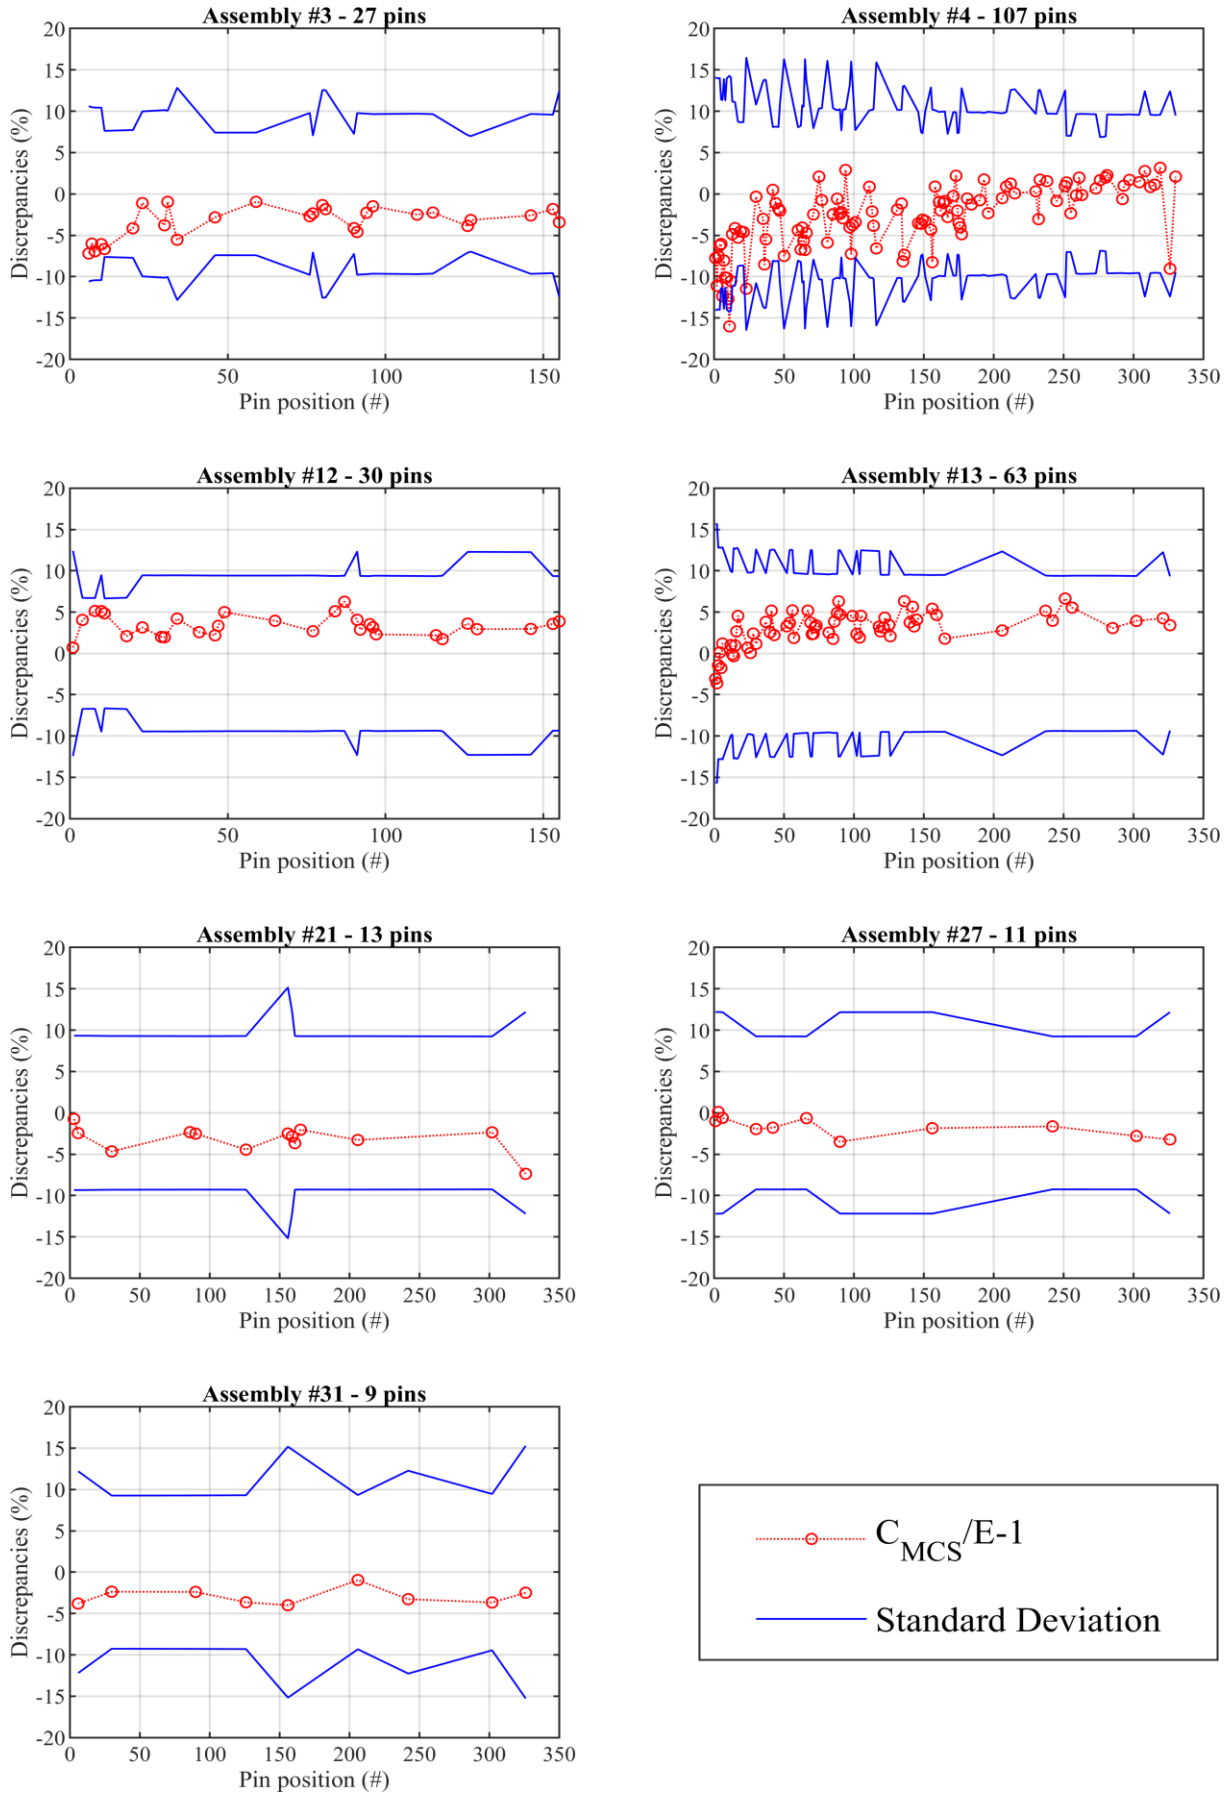 Assembly #3 - 27 pins
20
15
10
5
0
-5
-10
-15
-20
Discrepancies (%)
0 50 100 150
Pin position (#)
Assembly #4 - 107 pins
20
15
10
5
0
-5
-10
-15
-20
Discrepancies (%)
0 50 100 150 200 250 300 350
Pin position (#)
Assembly #12 - 30 pins
20
15
10
5
0
-5
-10
-15
-20
Discrepancies (%)
0 50 100 150
Pin position (#)
Assembly #13 - 63 pins
20
15
10
5
0
-5
-10
-15
-20
Discrepancies (%)
0 50 100 150 200 250 300 350
Pin position (#)
Assembly #21 - 13 pins
20
15
10
5
0
-5
-10
-15
-20
Discrepancies (%)
0 50 100 150 200 250 300 350
Pin position (#)
Assembly #27 - 11 pins
20
15
10
5
0
-5
-10
-15
-20
Discrepancies (%)
0 50 100 150 200 250 300 350
Pin position (#)
Assembly #31 - 9 pins
20
15
10
5
0
-5
-10
-15
-20
Discrepancies (%)
0 50 100 150 200 250 300 350
Pin position (#)
C_MCS/E-1
Standard Deviation